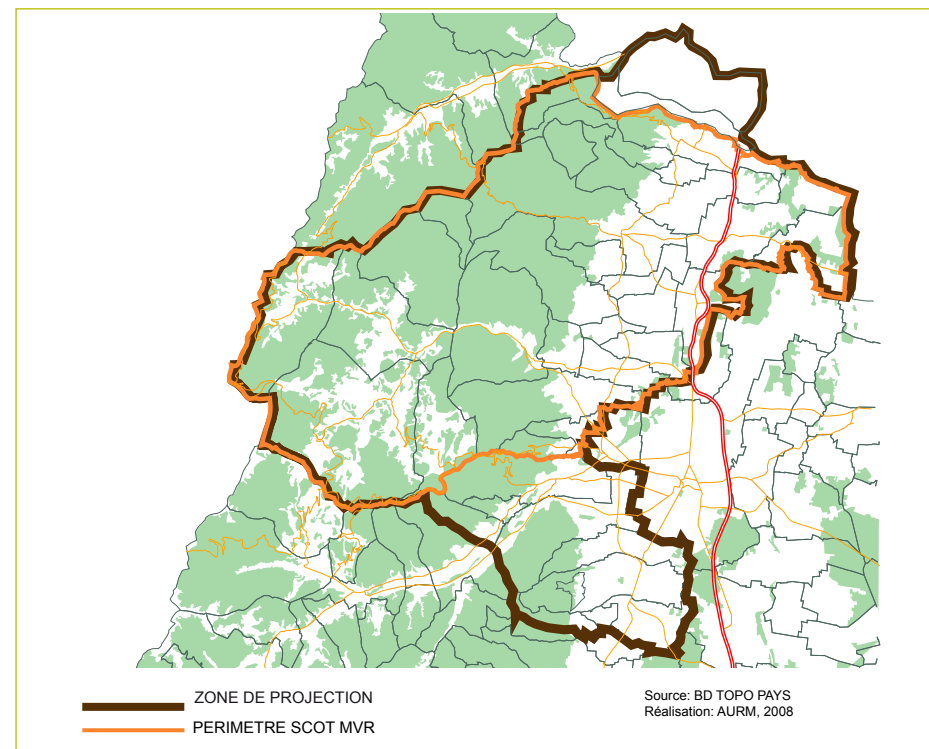 ZONE DE PROJECTION
PERIMETRE SCOT MVR
Source: BD TOPO PAYS
Réalisation: AURM, 2008